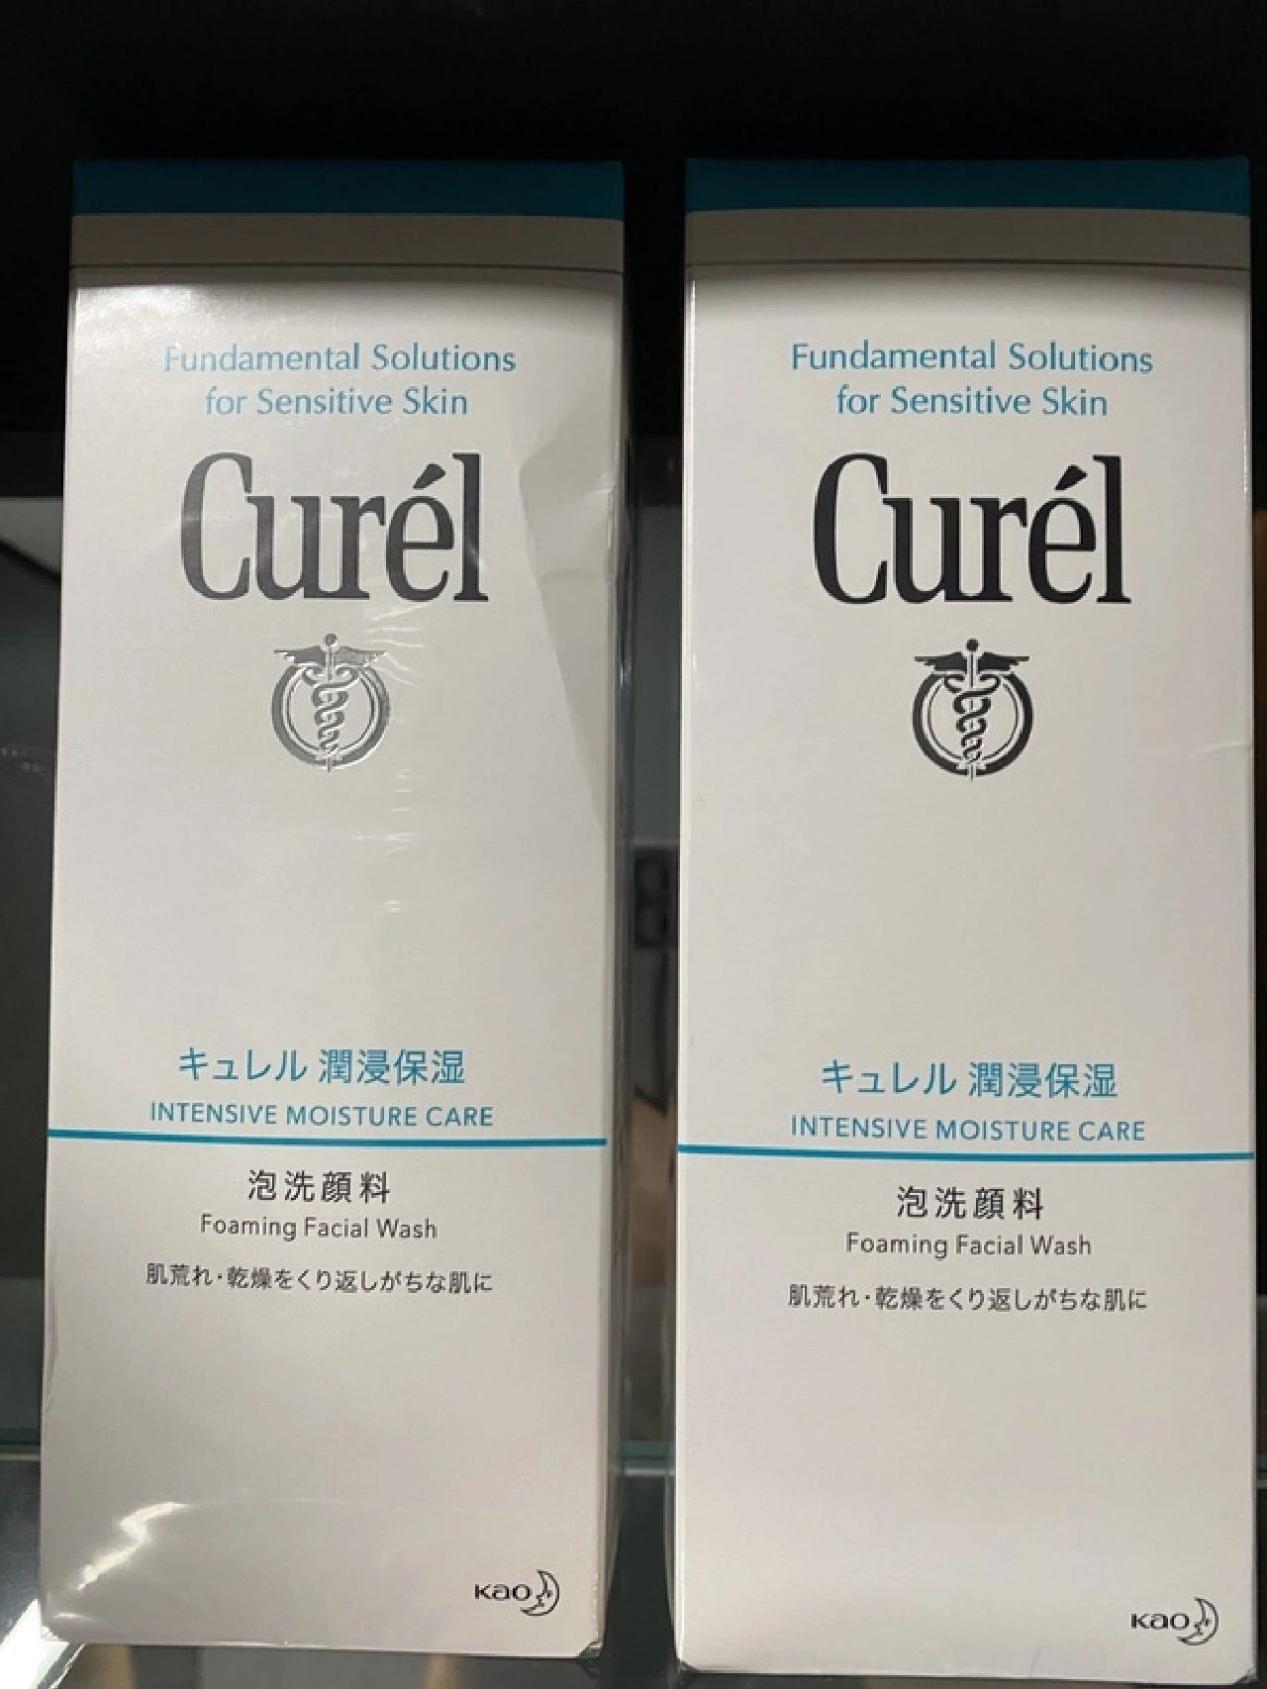 Fundamental Solutions
for Sensitive Skin
Curél
キュレル 潤浸保湿
INTENSIVE MOISTURE CARE
泡洗顔料
Foaming Facial Wash
肌荒れ・乾燥をくり返しがちな肌に
Kao
Fundamental Solutions
for Sensitive Skin
Curél
キュレル 潤浸保湿
INTENSIVE MOISTURE CARE
泡洗顔料
Foaming Facial Wash
肌荒れ・乾燥をくり返しがちな肌に
Kao